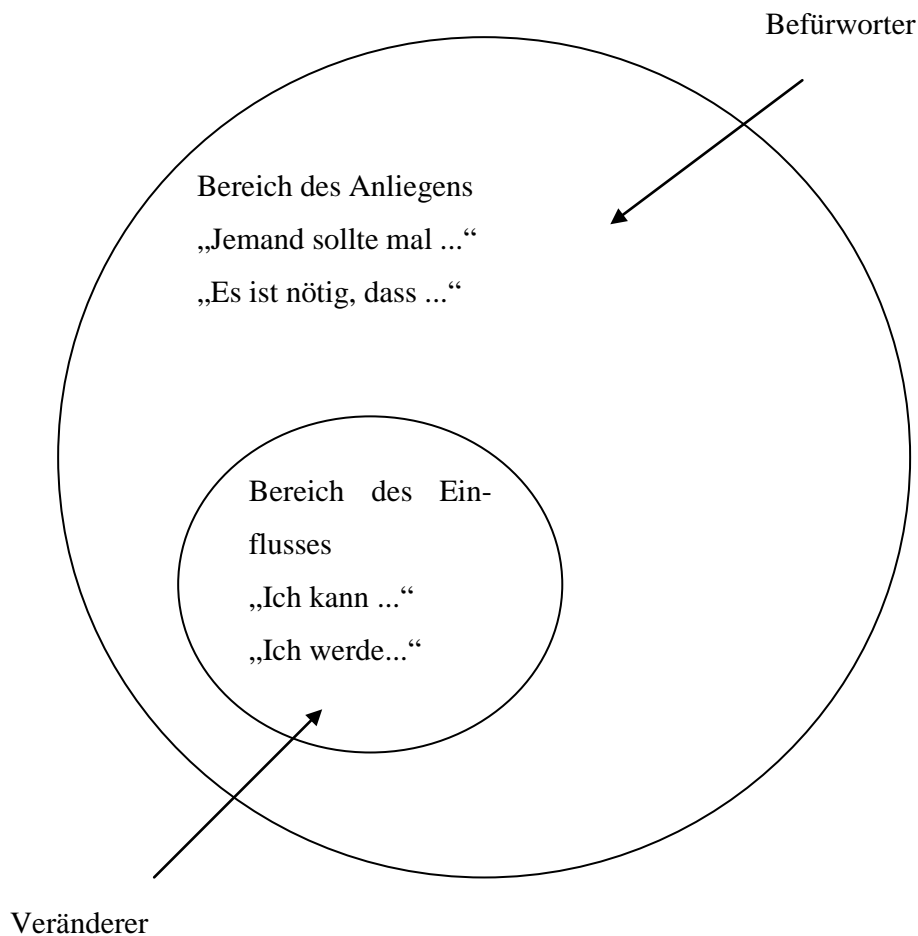 Befürworter
Bereich des Anliegens
„Jemand sollte mal ...“
„Es ist nötig, dass ...“
Bereich des Ein-
flusses
„Ich kann ...“
„Ich werde...“
Veränderer